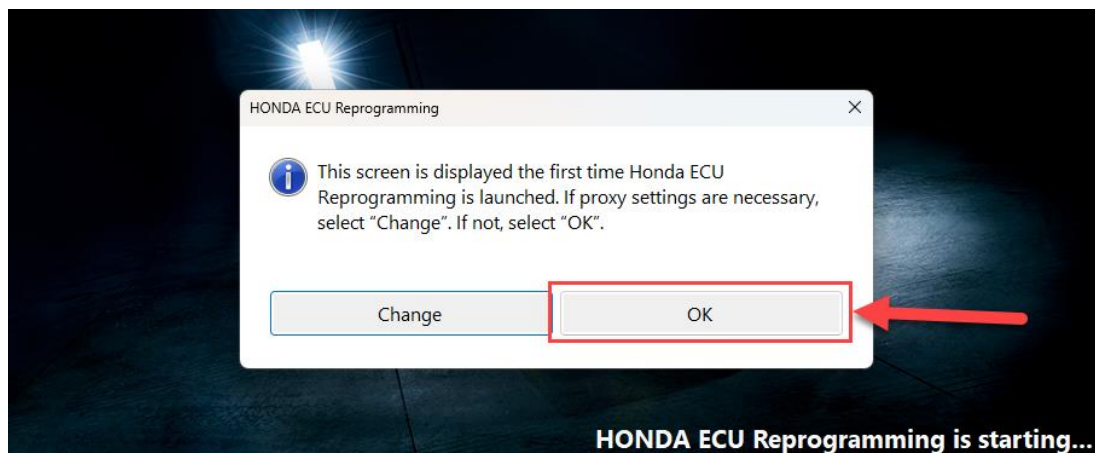 HONDA ECU Reprogramming
This screen is displayed the first time Honda ECU
Reprogramming is launched. If proxy settings are necessary,
select “Change”. If not, select “OK”.
Change
OK
HONDA ECU Reprogramming is starting...